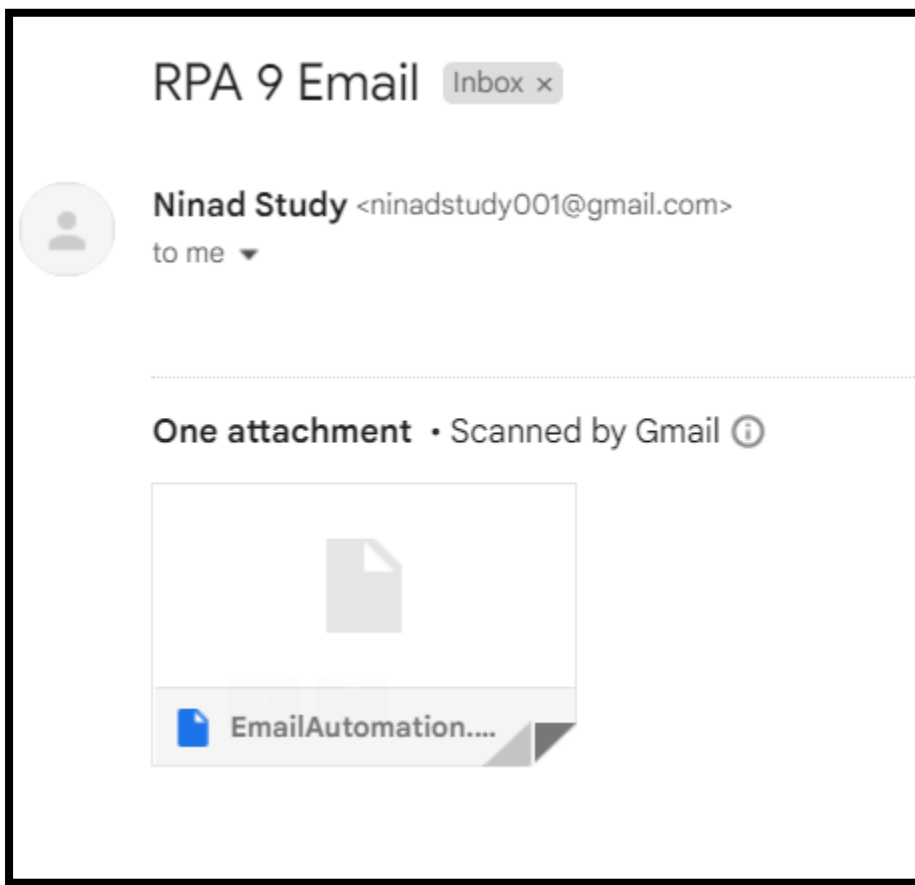 RPA 9 Email Inbox ×
Ninad Study <ninadstudy001@gmail.com>
to me
One attachment • Scanned by Gmail
EmailAutomation....